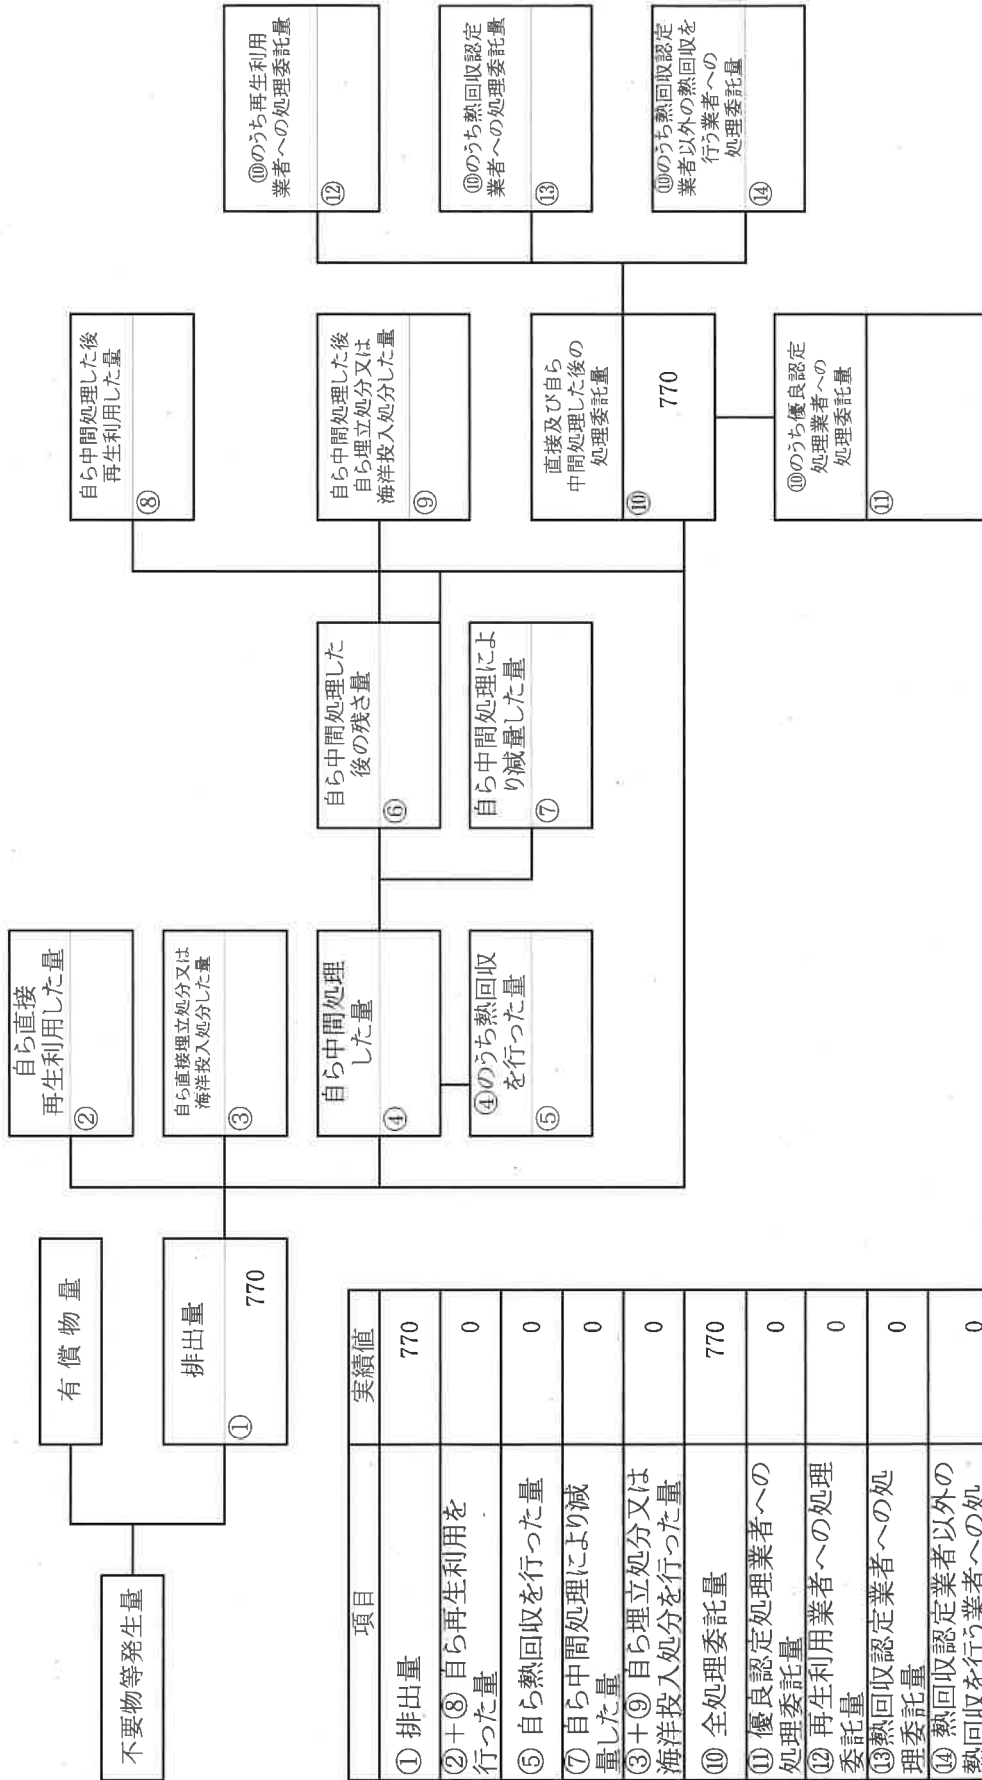 不要物等発生量
有償物量
排出量
①
770
自ら直接
再生利用した量
②
自ら直接埋立処分又は
海洋投入処分した量
③
自ら中間処理
した量
④
④のうち熱回収
を行った量
⑤
自ら中間処理した
後の残さ量
⑥
自ら中間処理によ
り減量した量
⑦
自ら中間処理した後
再生利用した量
⑧
自ら中間処理した後
自ら埋立処分又は
海洋投入処分した量
⑨
直接及び自ら
中間処理した後の
処理委託量
⑩
770
⑩のうち優良認定
処理業者への
処理委託量
⑪
⑩のうち再生利用
業者への処理委託量
⑫
⑩のうち熱回収認定
業者への処理委託量
⑬
⑩のうち熱回収認定
業者以外の熱回収を
行う業者への
処理委託量
⑭
項目 実績値
① 排出量 770
②+⑧ 自ら再生利用を
行った量 0
⑤ 自ら熱回収を行った量 0
⑦ 自ら中間処理により減
量した量 0
③+⑨ 自ら埋立処分又は
海洋投入処分を行った量 0
⑩ 全処理委託量 770
⑪ 優良認定処理業者への
処理委託量 0
⑫ 再生利用業者への処理
委託量 0
⑬熱回収認定業者への処
理委託量 0
⑭ 熱回収認定業者以外の
熱回収を行う業者への処 0